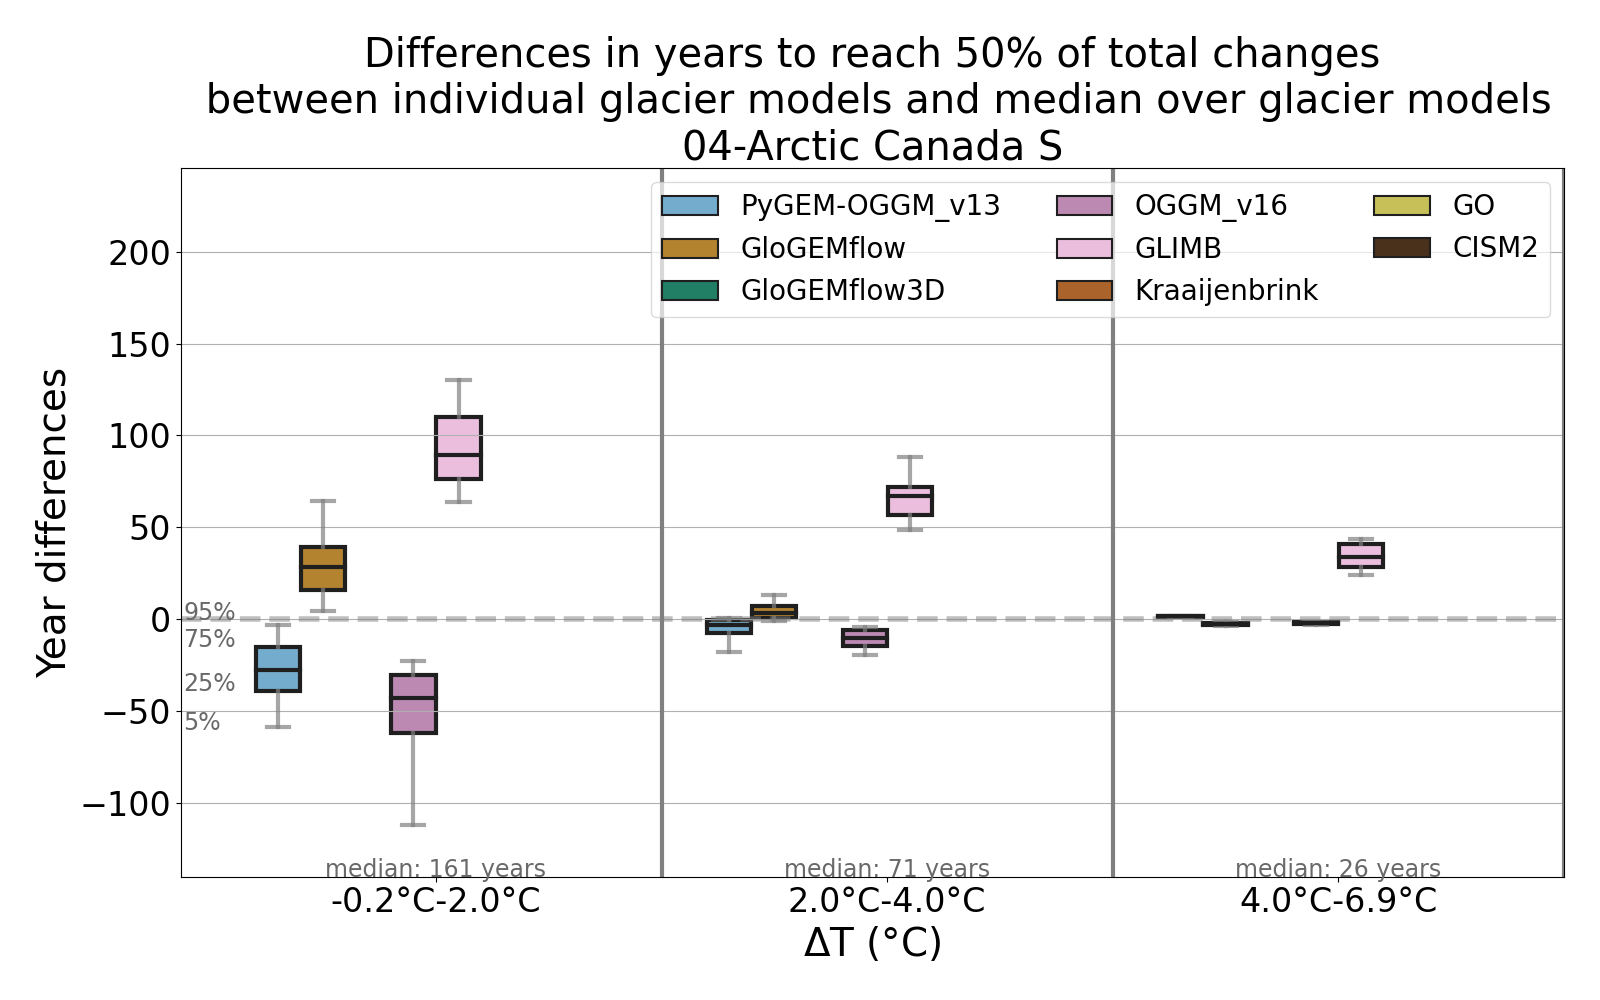 Differences in years to reach 50% of total changes
between individual glacier models and median over glacier models
04-Arctic Canada S
PyGEM-OGGM_v13
GloGEMflow
GloGEMflow3D
OGGM_v16
GLIMB
Kraaijenbrink
GO
CISM2
Year differences
200
150
100
50
0
−50
−100
95%
75%
25%
5%
median: 161 years
median: 71 years
median: 26 years
-0.2°C-2.0°C
2.0°C-4.0°C
4.0°C-6.9°C
ΔT (°C)